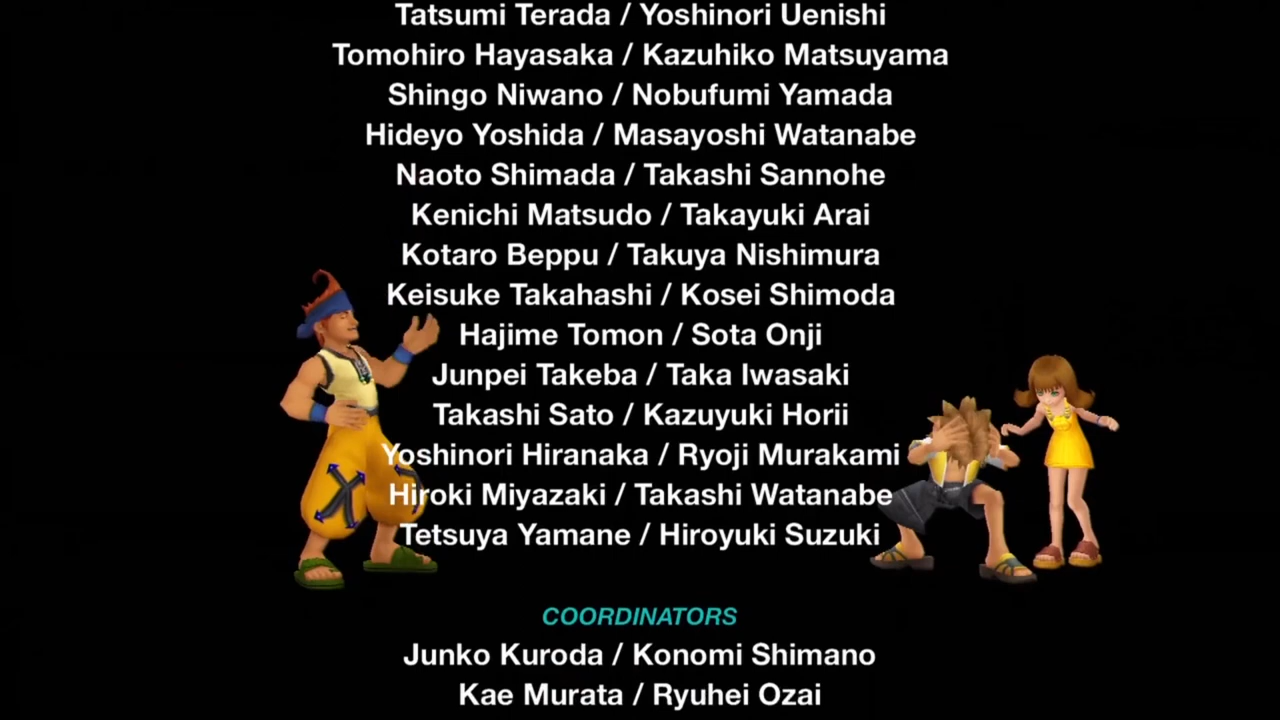 Tatsumi Terada / Yoshinori Uenishi
Tomohiro Hayasaka / Kazuhiko Matsuyama
Shingo Niwano / Nobufumi Yamada
Hideyo Yoshida / Masayoshi Watanabe
Naoto Shimada / Takashi Sannohe
Kenichi Matsudo / Takayuki Arai
Kotaro Beppu / Takuya Nishimura
Keisuke Takahashi / Kosei Shimoda
Hajime Tomon / Sota Onji
Junpei Takeba / Taka Iwasaki
Takashi Sato / Kazuyuki Horii
Yoshinori Hiranaka / Ryoji Murakami
Hiroki Miyazaki / Takashi Watanabe
Tetsuya Yamane / Hiroyuki Suzuki
COORDINATORS
Junko Kuroda / Konomi Shimano
Kae Murata / Ryuhei Ozai